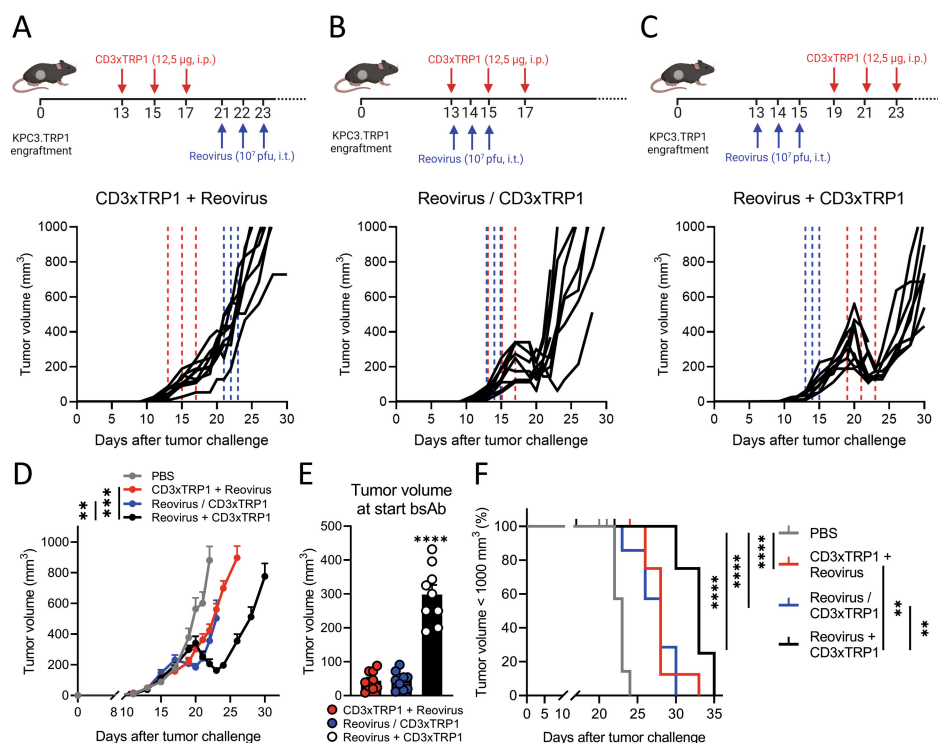 A
CD3xTRP1 (12,5 µg, i.p.)
0 13 15 17 21 22 23
KPC3.TRP1
engraftment
Reovirus (10⁷ pfu, i.t.)
CD3xTRP1 + Reovirus
Tumor volume (mm³)
1000
800
600
400
200
0
0 5 10 15 20 25 30
Days after tumor challenge
B
CD3xTRP1 (12,5 µg, i.p.)
0 13 14 15 17
KPC3.TRP1
engraftment
Reovirus (10⁷ pfu, i.t.)
Reovirus / CD3xTRP1
Tumor volume (mm³)
1000
800
600
400
200
0
0 5 10 15 20 25 30
Days after tumor challenge
C
CD3xTRP1 (12,5 µg, i.p.)
0 13 14 15 19 21 23
KPC3.TRP1
engraftment
Reovirus (10⁷ pfu, i.t.)
Reovirus + CD3xTRP1
Tumor volume (mm³)
1000
800
600
400
200
0
0 5 10 15 20 25 30
Days after tumor challenge
D
PBS
CD3xTRP1 + Reovirus
Reovirus / CD3xTRP1
Reovirus + CD3xTRP1
**
***
Tumor volume (mm³)
1000
800
600
400
200
0
0 8 10 15 20 25 30
Days after tumor challenge
E
Tumor volume
at start bsAb
****
Tumor volume (mm³)
500
400
300
200
100
0
CD3xTRP1 + Reovirus
Reovirus / CD3xTRP1
Reovirus + CD3xTRP1
F
Tumor volume < 1000 mm³ (%)
100
80
60
40
20
0
0 5 10 20 25 30 35
Days after tumor challenge
****
****
****
PBS
CD3xTRP1 +
Reovirus
Reovirus /
CD3xTRP1
Reovirus +
CD3xTRP1
**
**